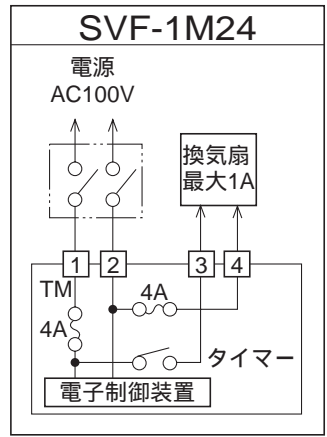 SVF-1M24
電源
AC100V
換気扇
最大1A
1 2 3 4
TM
4A
4A
タイマー
電子制御装置